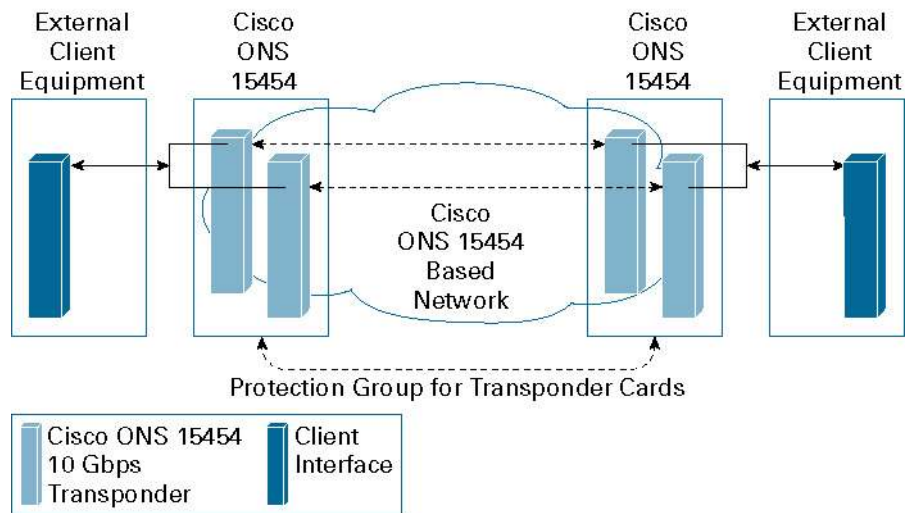 External
Client
Equipment
Cisco
ONS
15454
Cisco
ONS
15454
External
Client
Equipment
Cisco
ONS 15454
Based
Network
Protection Group for Transponder Cards
Cisco ONS 15454
10 Gbps
Transponder
Client
Interface